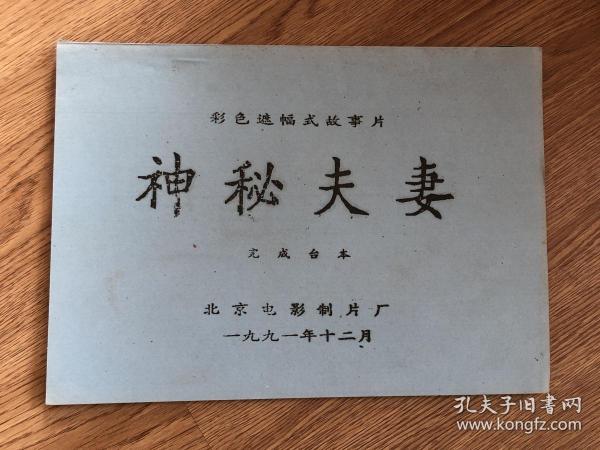 彩色遮幅式故事片
神秘夫妻
完成台本
北京电影制片厂
一九九一年十二月
孔夫子旧書网
www.kongfz.com